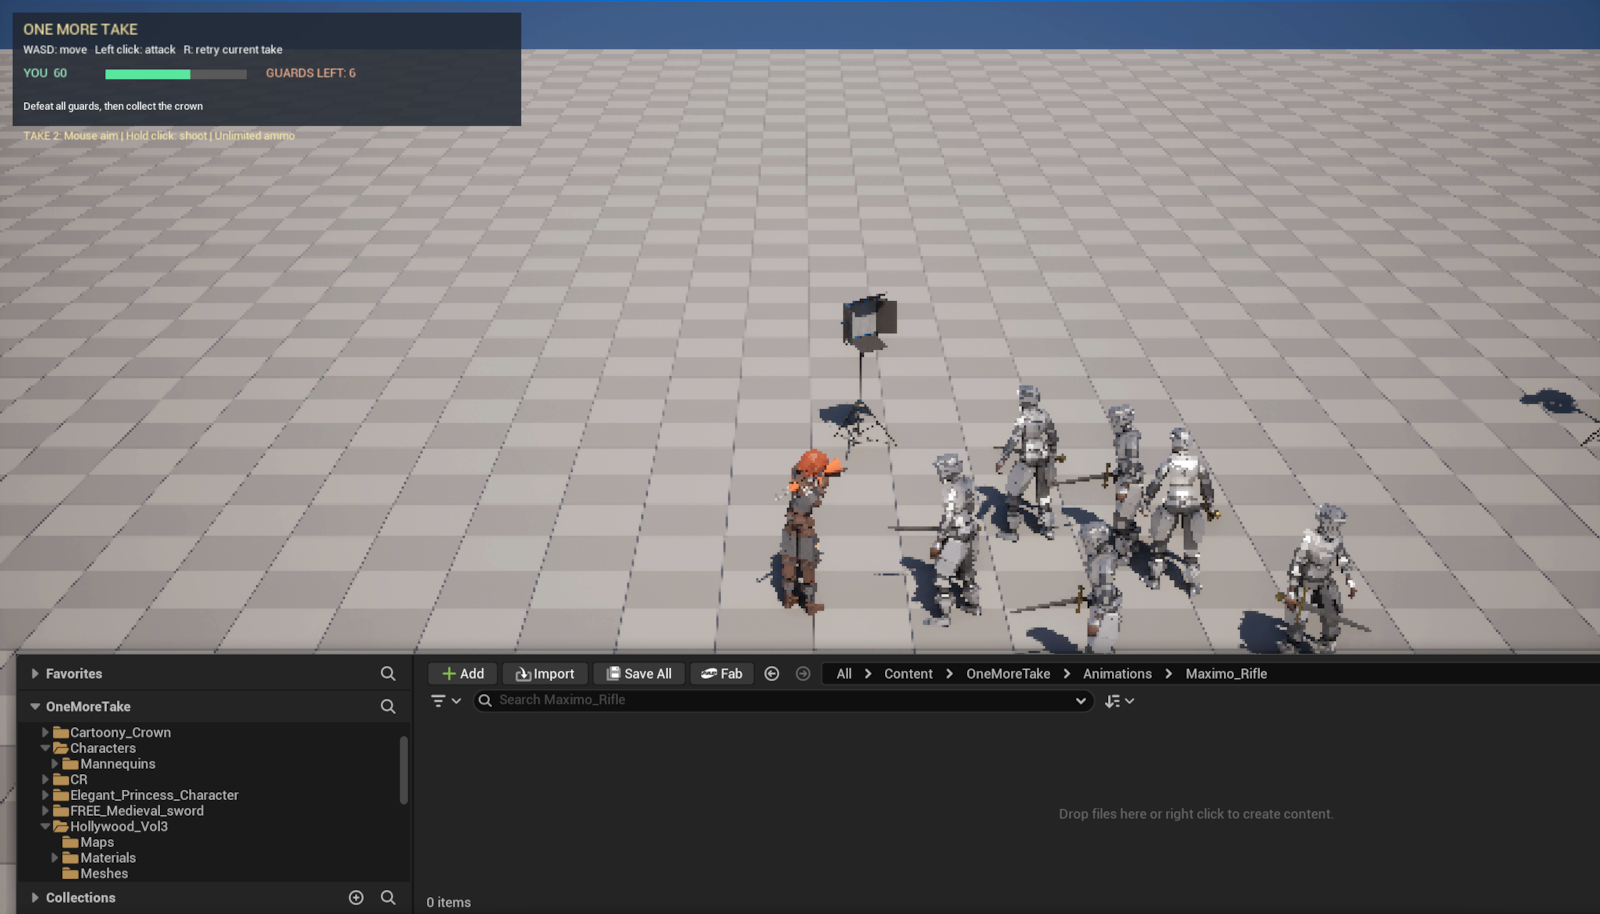 ONE MORE TAKE
WASD: move Left click: attack R: retry current take
YOU 60 GUARDS LEFT: 6
Defeat all guards, then collect the crown
TAKE 2: Mouse aim | Hold click: shoot | Unlimited ammo
Favorites
OneMoreTake
Cartoony_Crown
Characters
Mannequins
CR
Elegant_Princess_Character
FREE_Medieval_sword
Hollywood_Vol3
Maps
Materials
Meshes
Collections
Add Import Save All Fab All Content OneMoreTake Animations Maximo_Rifle
Search Maximo_Rifle
Drop files here or right click to create content.
0 items